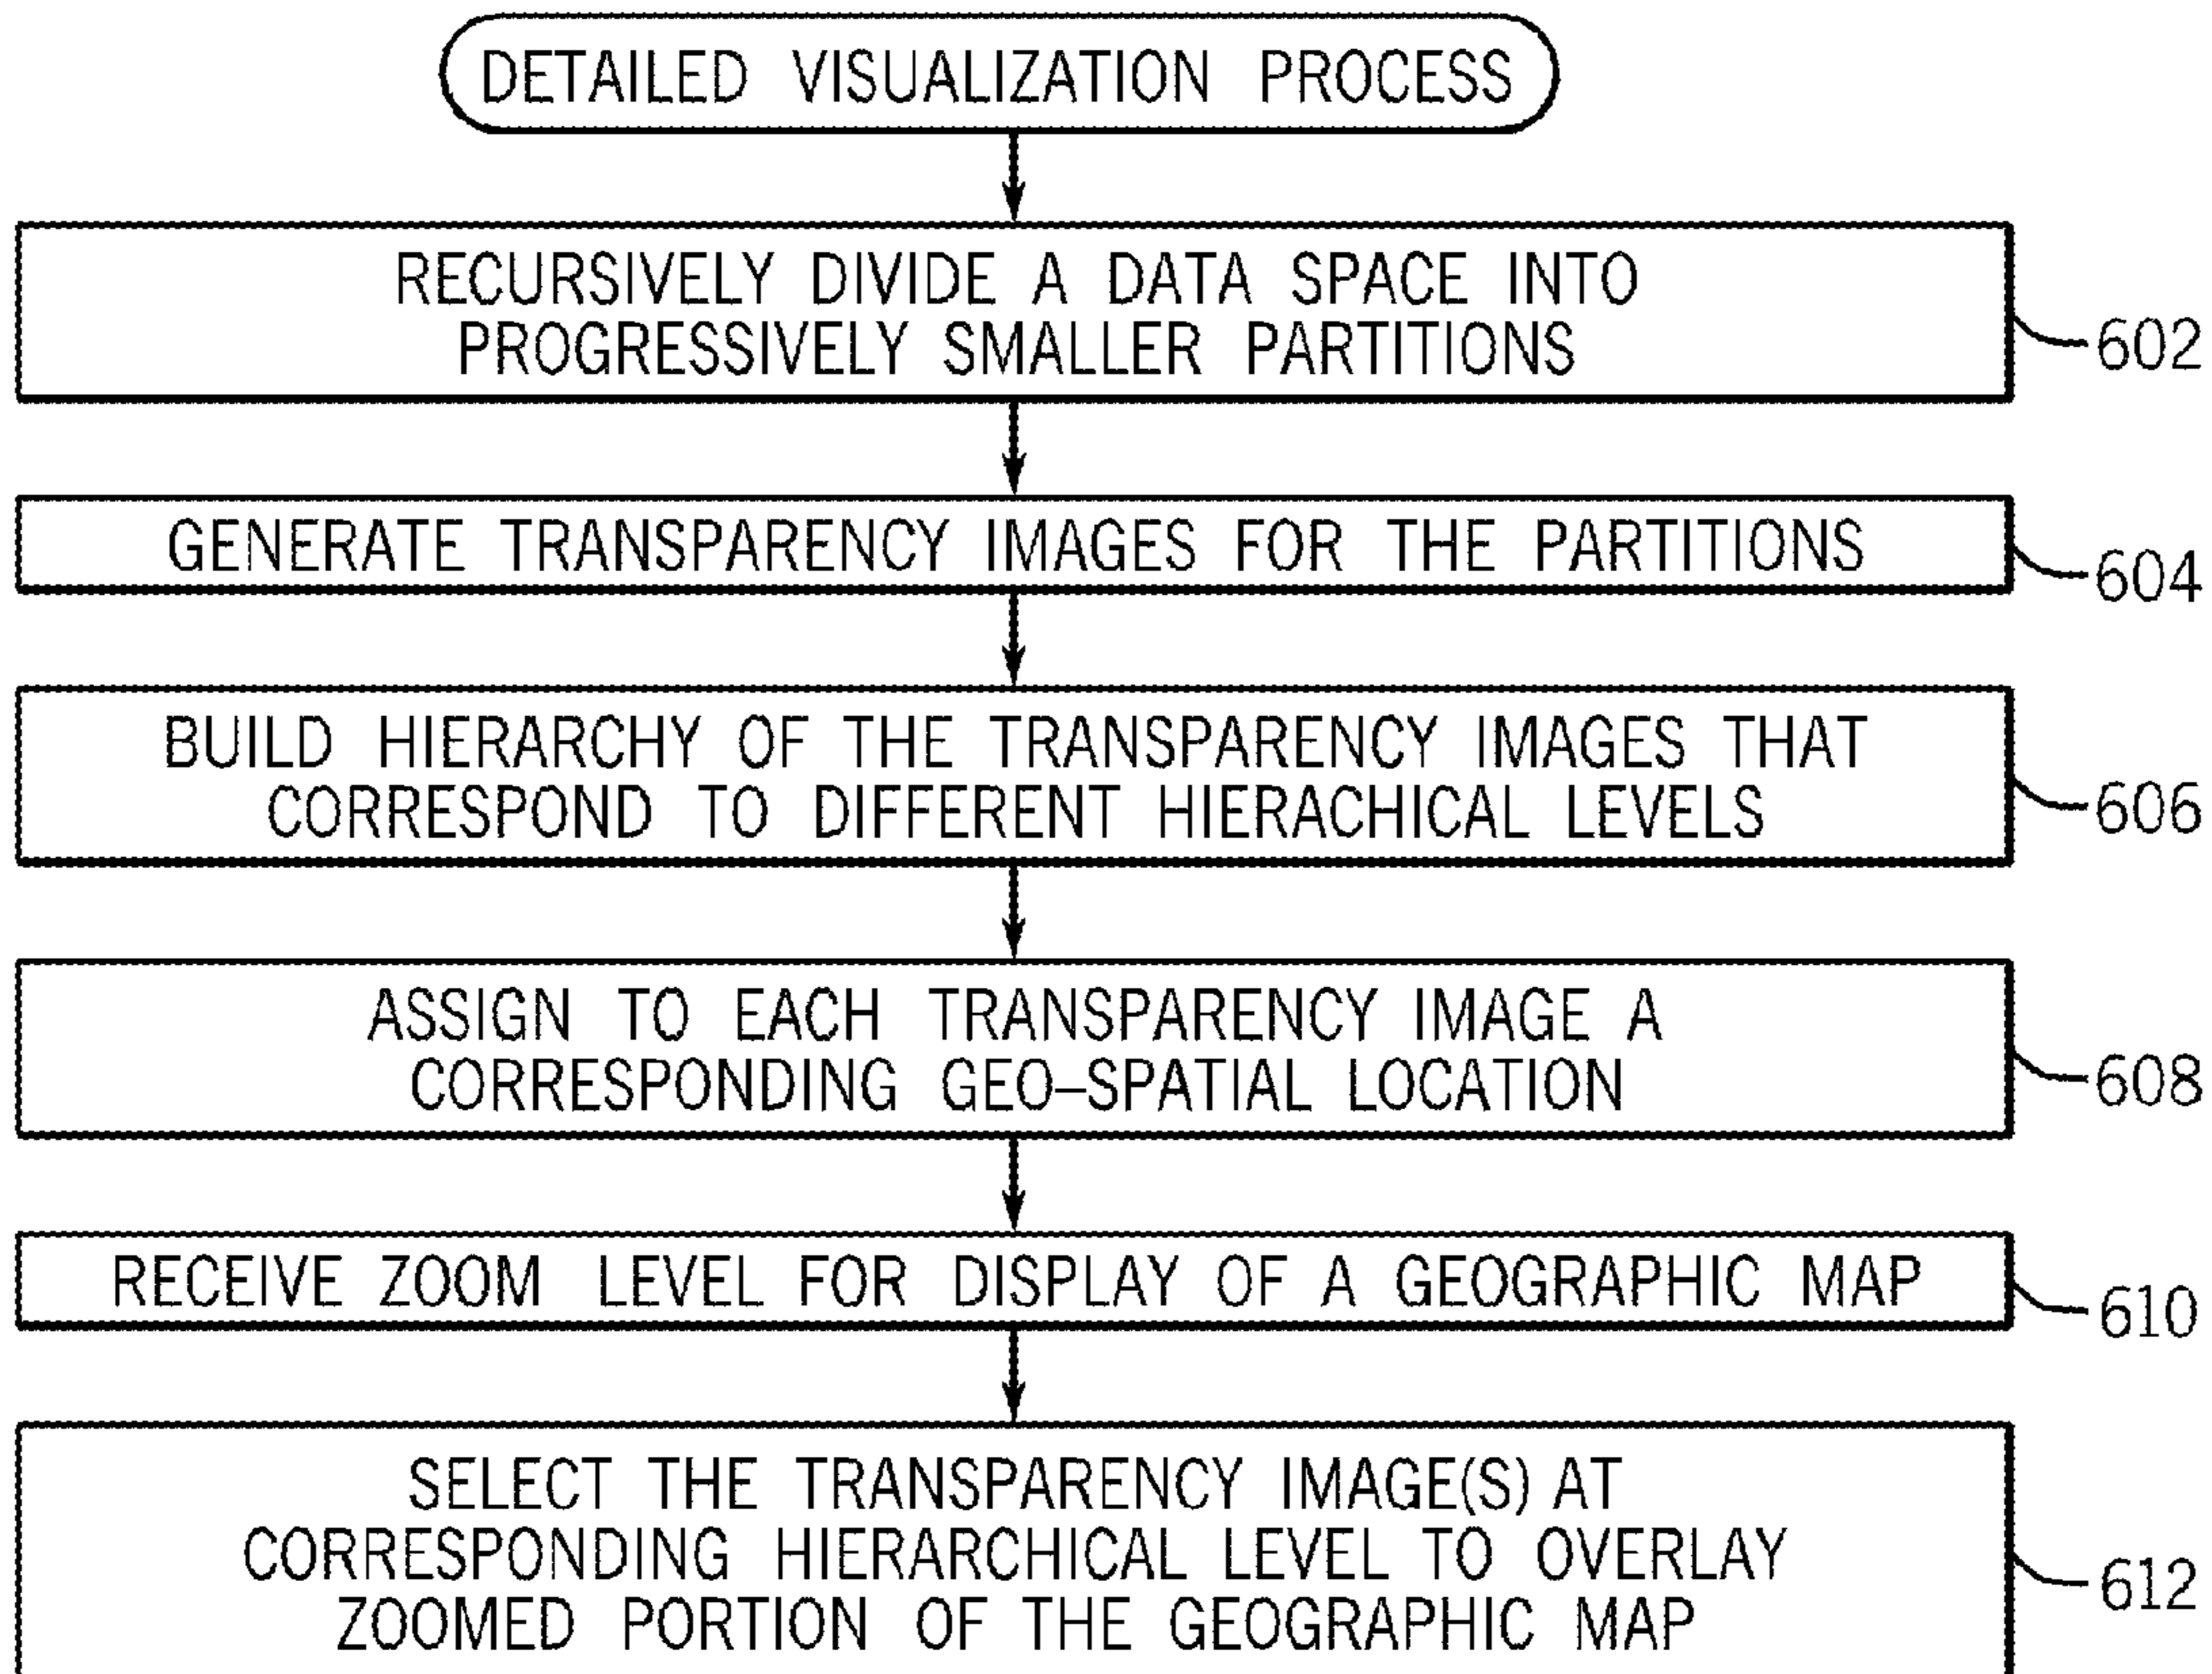 DETAILED VISUALIZATION PROCESS
RECURSIVELY DIVIDE A DATA SPACE INTO
PROGRESSIVELY SMALLER PARTITIONS
602
GENERATE TRANSPARENCY IMAGES FOR THE PARTITIONS
604
BUILD HIERARCHY OF THE TRANSPARENCY IMAGES THAT
CORRESPOND TO DIFFERENT HIERACHICAL LEVELS
606
ASSIGN TO EACH TRANSPARENCY IMAGE A
CORRESPONDING GEO–SPATIAL LOCATION
608
RECEIVE ZOOM LEVEL FOR DISPLAY OF A GEOGRAPHIC MAP
610
SELECT THE TRANSPARENCY IMAGE(S) AT
CORRESPONDING HIERARCHICAL LEVEL TO OVERLAY
ZOOMED PORTION OF THE GEOGRAPHIC MAP
612